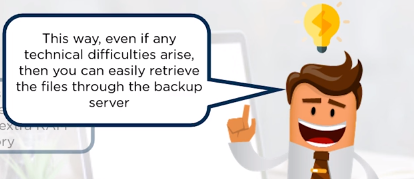 This way, even if any
technical difficulties arise,
then you can easily retrieve
the files through the backup
server